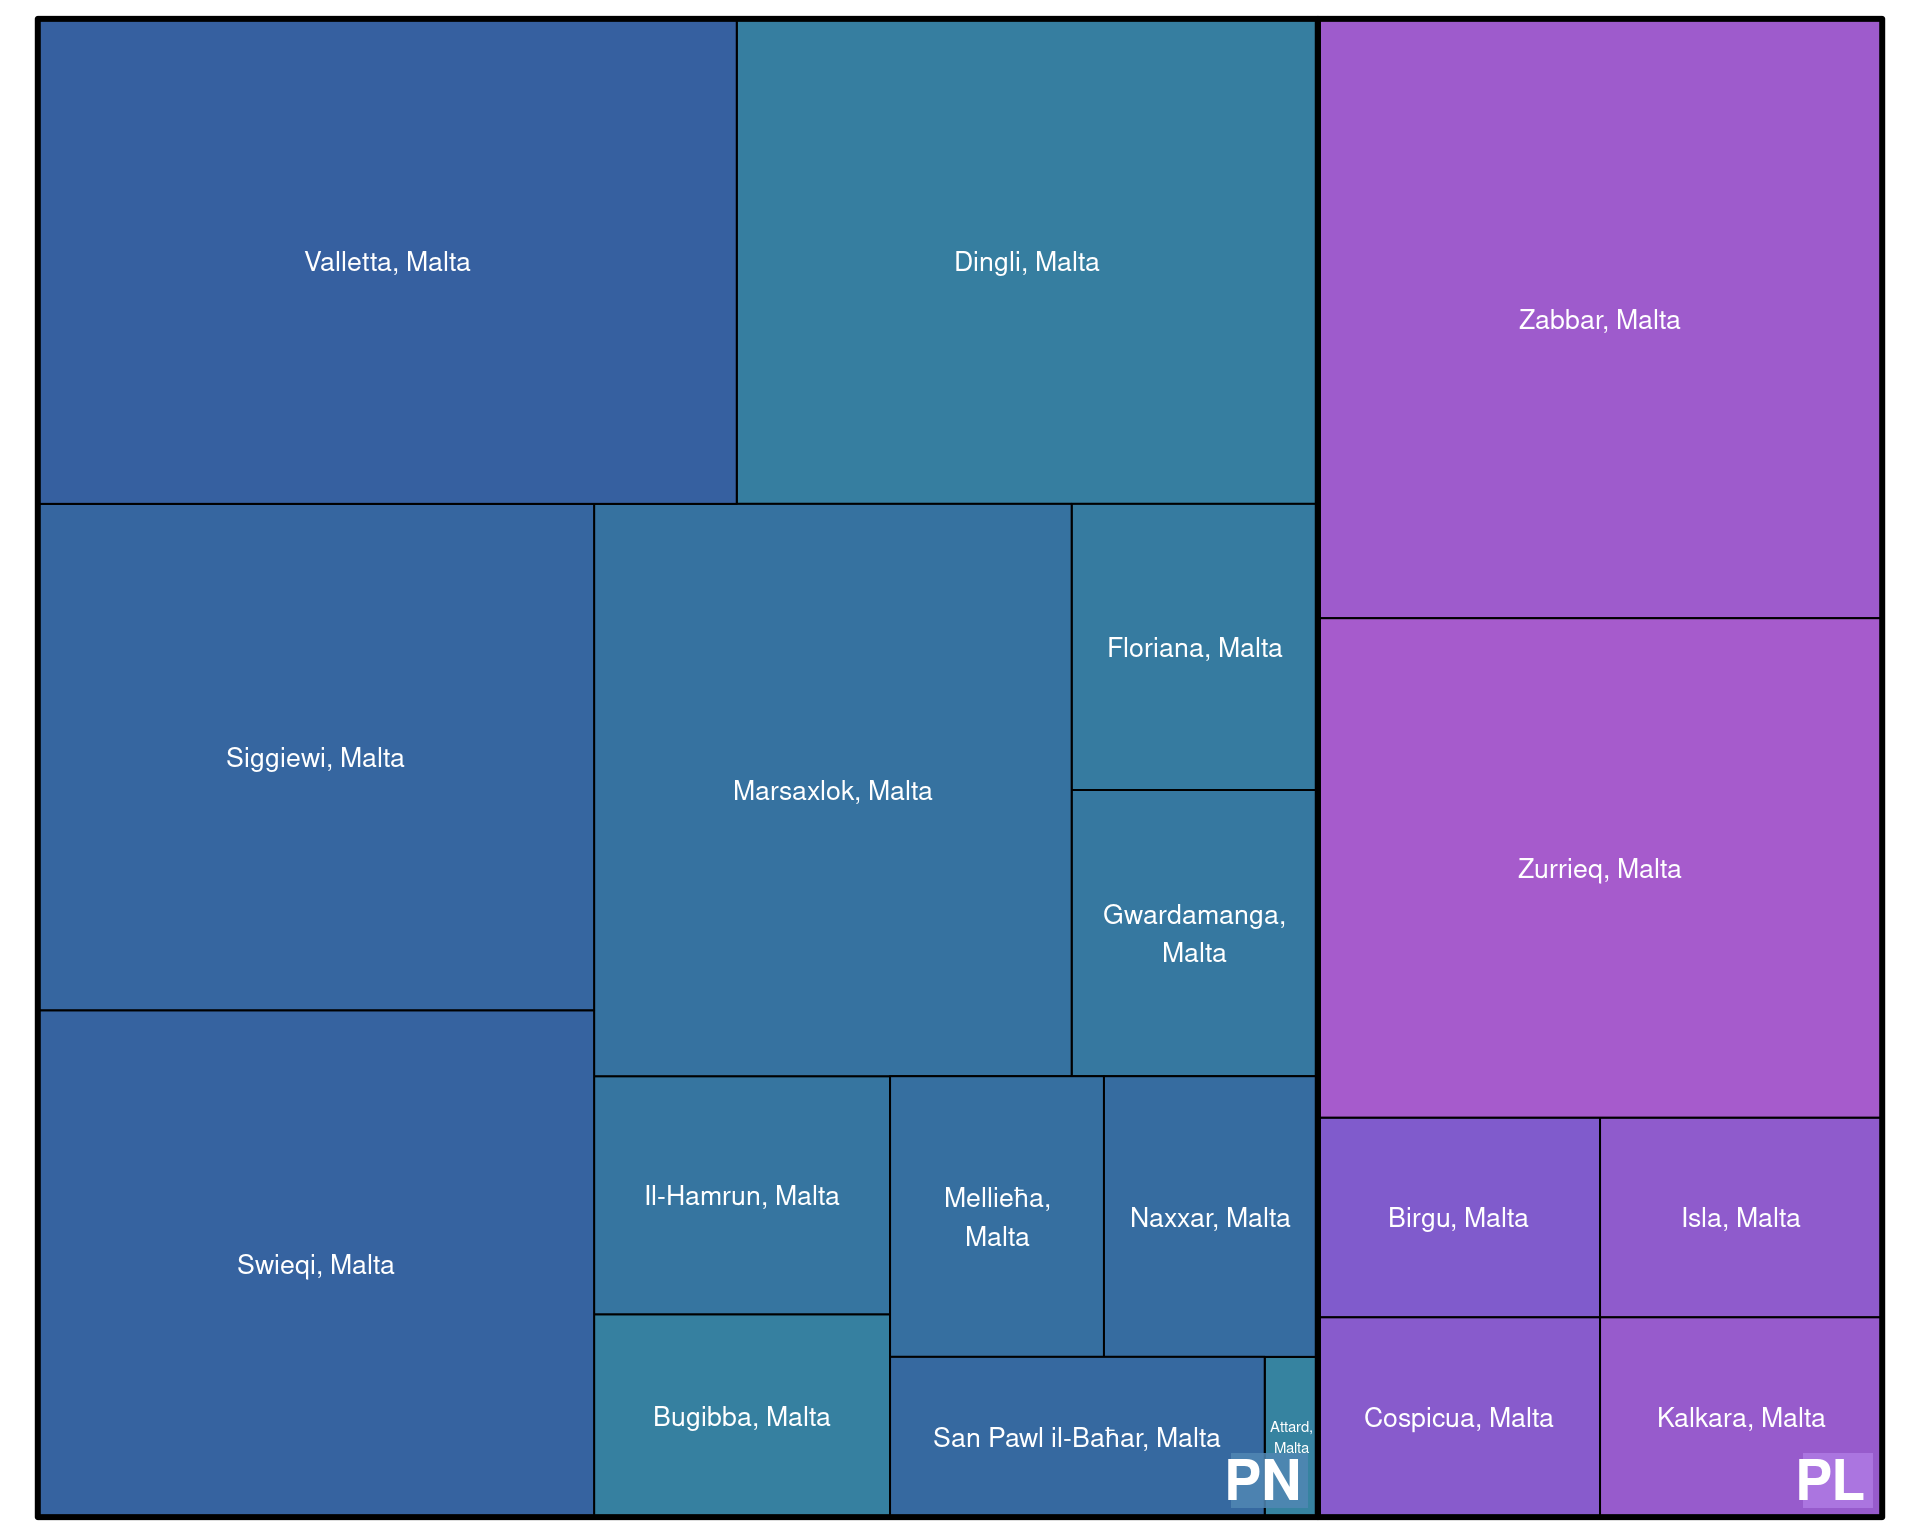 Valletta, Malta
Dingli, Malta
Zabbar, Malta
Siggiewi, Malta
Marsaxlok, Malta
Floriana, Malta
Gwardamanga,
Malta
Zurrieq, Malta
Swieqi, Malta
Il-Hamrun, Malta
Bugibba, Malta
Mellieħa,
Malta
Naxxar, Malta
San Pawl il-Baħar, Malta
Attard,
Malta
PN
Birgu, Malta
Isla, Malta
Cospicua, Malta
Kalkara, Malta
PL